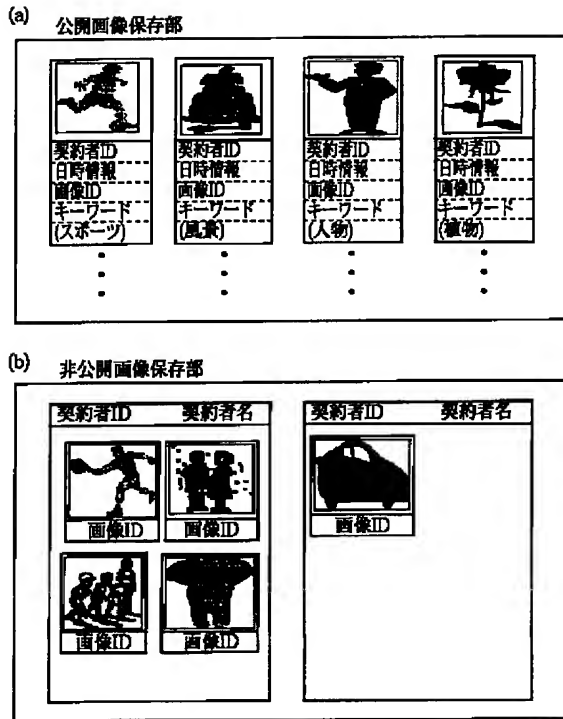 (a)
公開画像保存部
契約者ID
日時情報
画像ID
キーワード
(スポーツ)
契約者ID
日時情報
画像ID
キーワード
(風景)
契約者ID
日時情報
画像ID
キーワード
(人物)
契約者ID
日時情報
画像ID
キーワード
(植物)
(b)
非公開画像保存部
契約者ID 契約者名
画像ID 画像ID
画像ID 画像ID
契約者ID 契約者名
画像ID